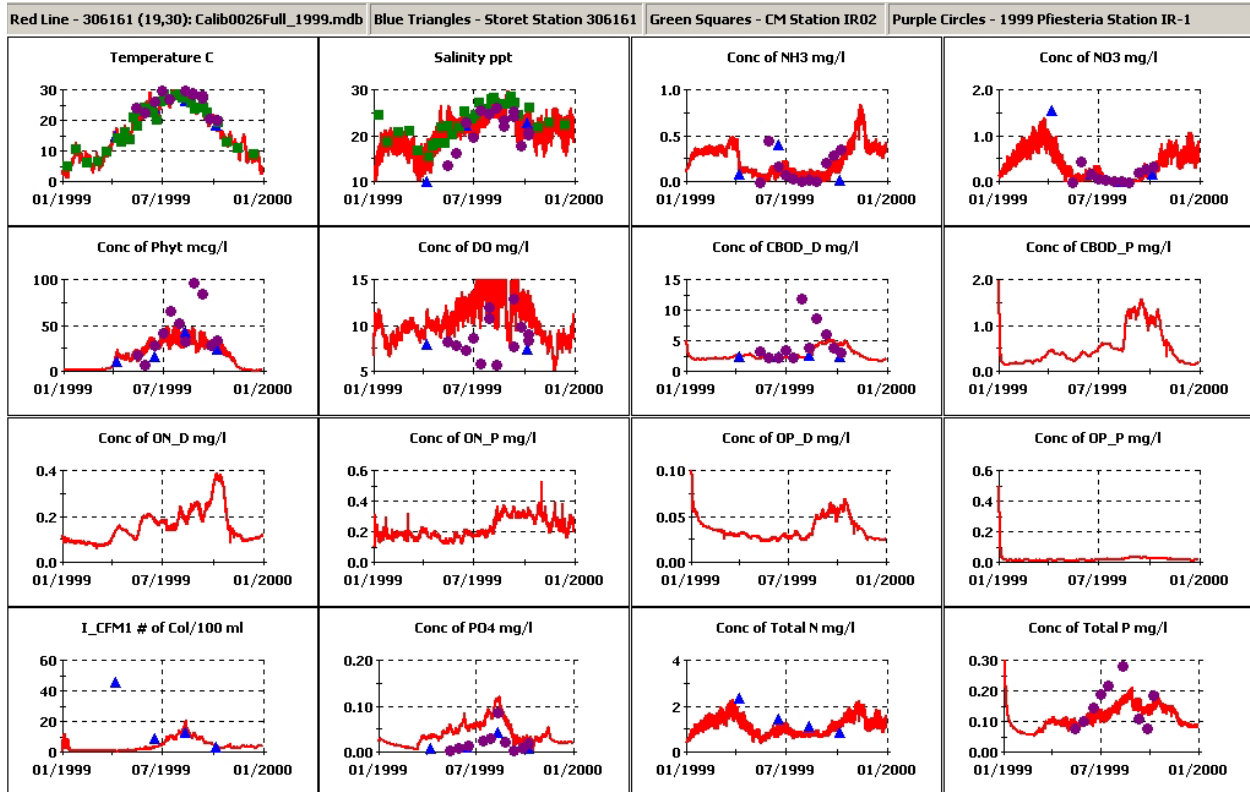 Red Line - 306161 (19,30): Calib0026Full_1999.mdb
Blue Triangles - Storet Station 306161
Green Squares - CM Station IR02
Purple Circles - 1999 Pfiesteria Station IR-1
Temperature C
30
20
10
0
01/1999 07/1999 01/2000
Salinity ppt
30
25
20
15
10
01/1999 07/1999 01/2000
Conc of NH3 mg/l
1.0
0.5
0.0
01/1999 07/1999 01/2000
Conc of NO3 mg/l
2.0
1.0
0.0
01/1999 07/1999 01/2000
Conc of Phyt mcg/l
100
50
0
01/1999 07/1999 01/2000
Conc of DO mg/l
15
10
5
01/1999 07/1999 01/2000
Conc of CBOD_D mg/l
15
10
5
0
01/1999 07/1999 01/2000
Conc of CBOD_P mg/l
2.0
1.0
0.0
01/1999 07/1999 01/2000
Conc of ON_D mg/l
0.4
0.2
0.0
01/1999 07/1999 01/2000
Conc of ON_P mg/l
0.6
0.4
0.2
0.0
01/1999 07/1999 01/2000
Conc of OP_D mg/l
0.10
0.05
0.00
01/1999 07/1999 01/2000
Conc of OP_P mg/l
0.6
0.4
0.2
0.0
01/1999 07/1999 01/2000
I_CFM1 # of Col/100 ml
60
40
20
0
01/1999 07/1999 01/2000
Conc of PO4 mg/l
0.20
0.10
0.00
01/1999 07/1999 01/2000
Conc of Total N mg/l
4
2
0
01/1999 07/1999 01/2000
Conc of Total P mg/l
0.30
0.20
0.10
0.00
01/1999 07/1999 01/2000